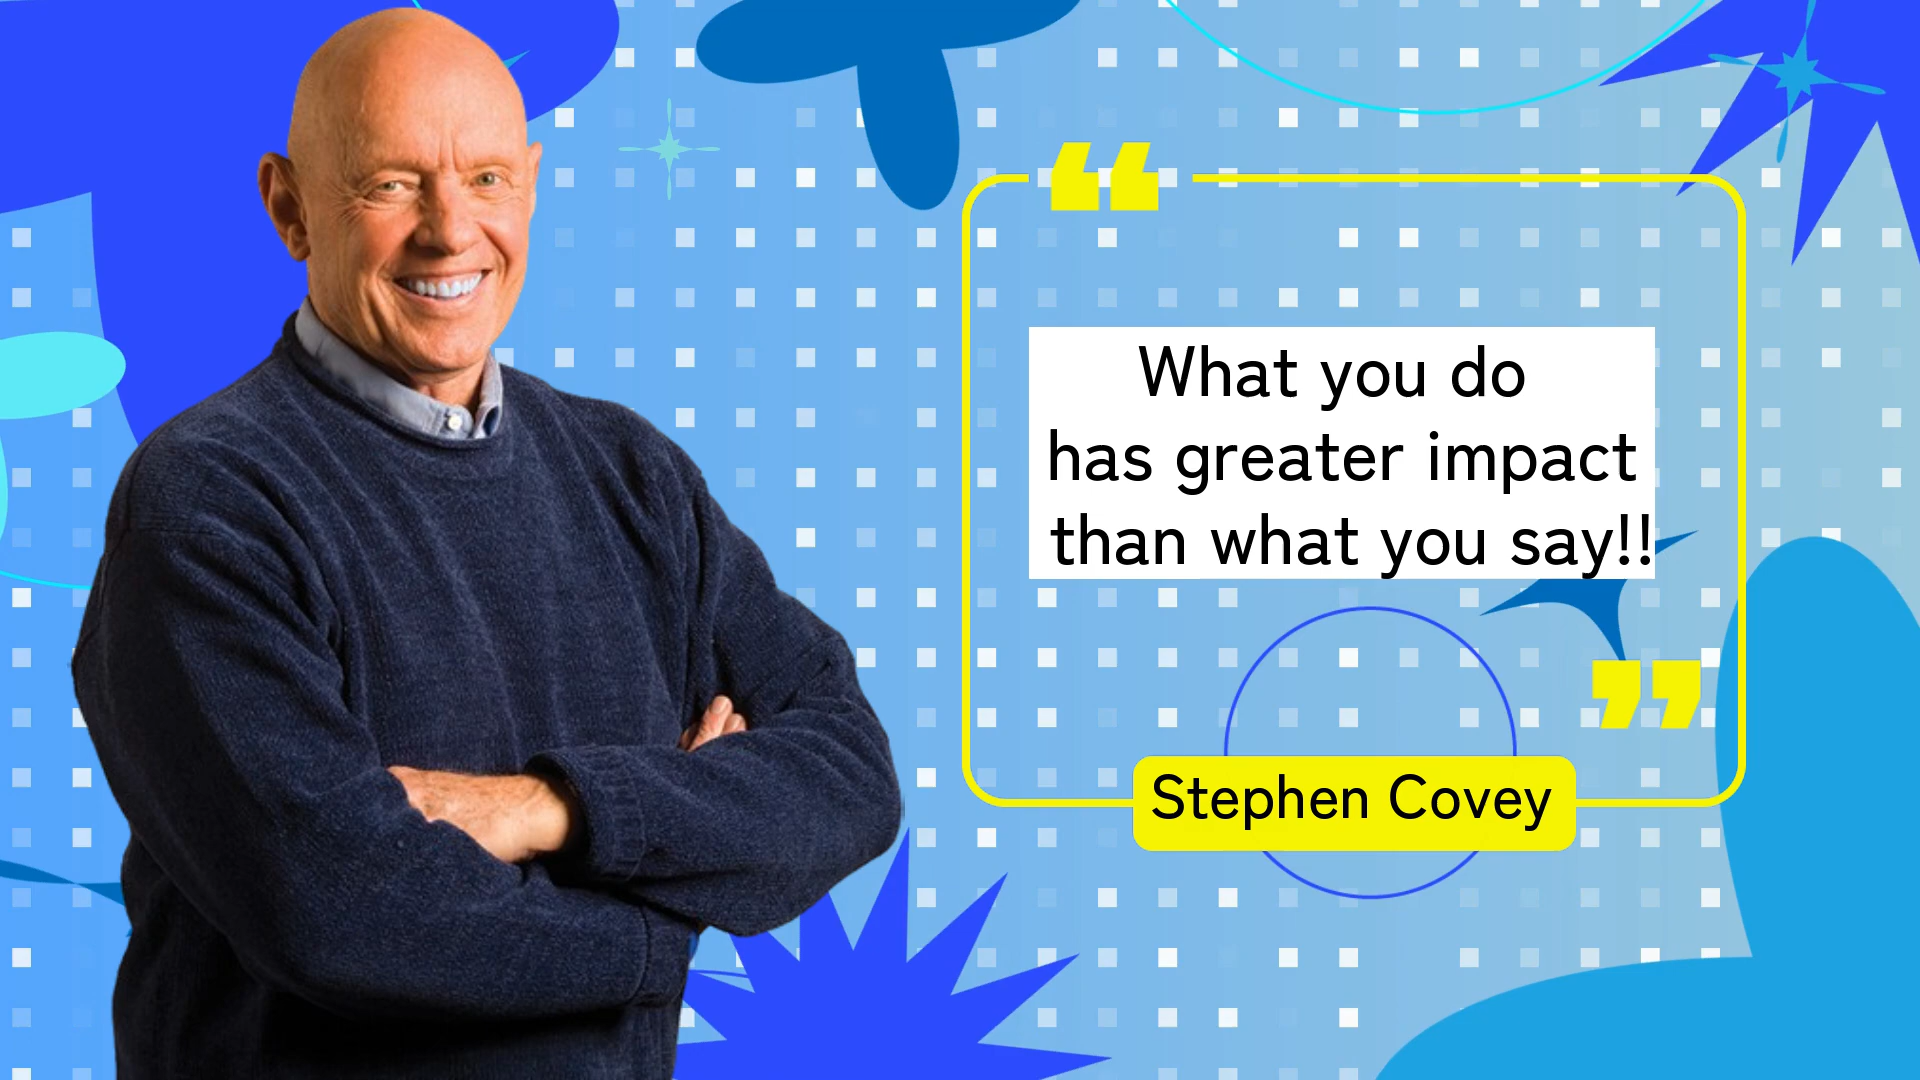 “
What you do
has greater impact
than what you say!!
”
Stephen Covey